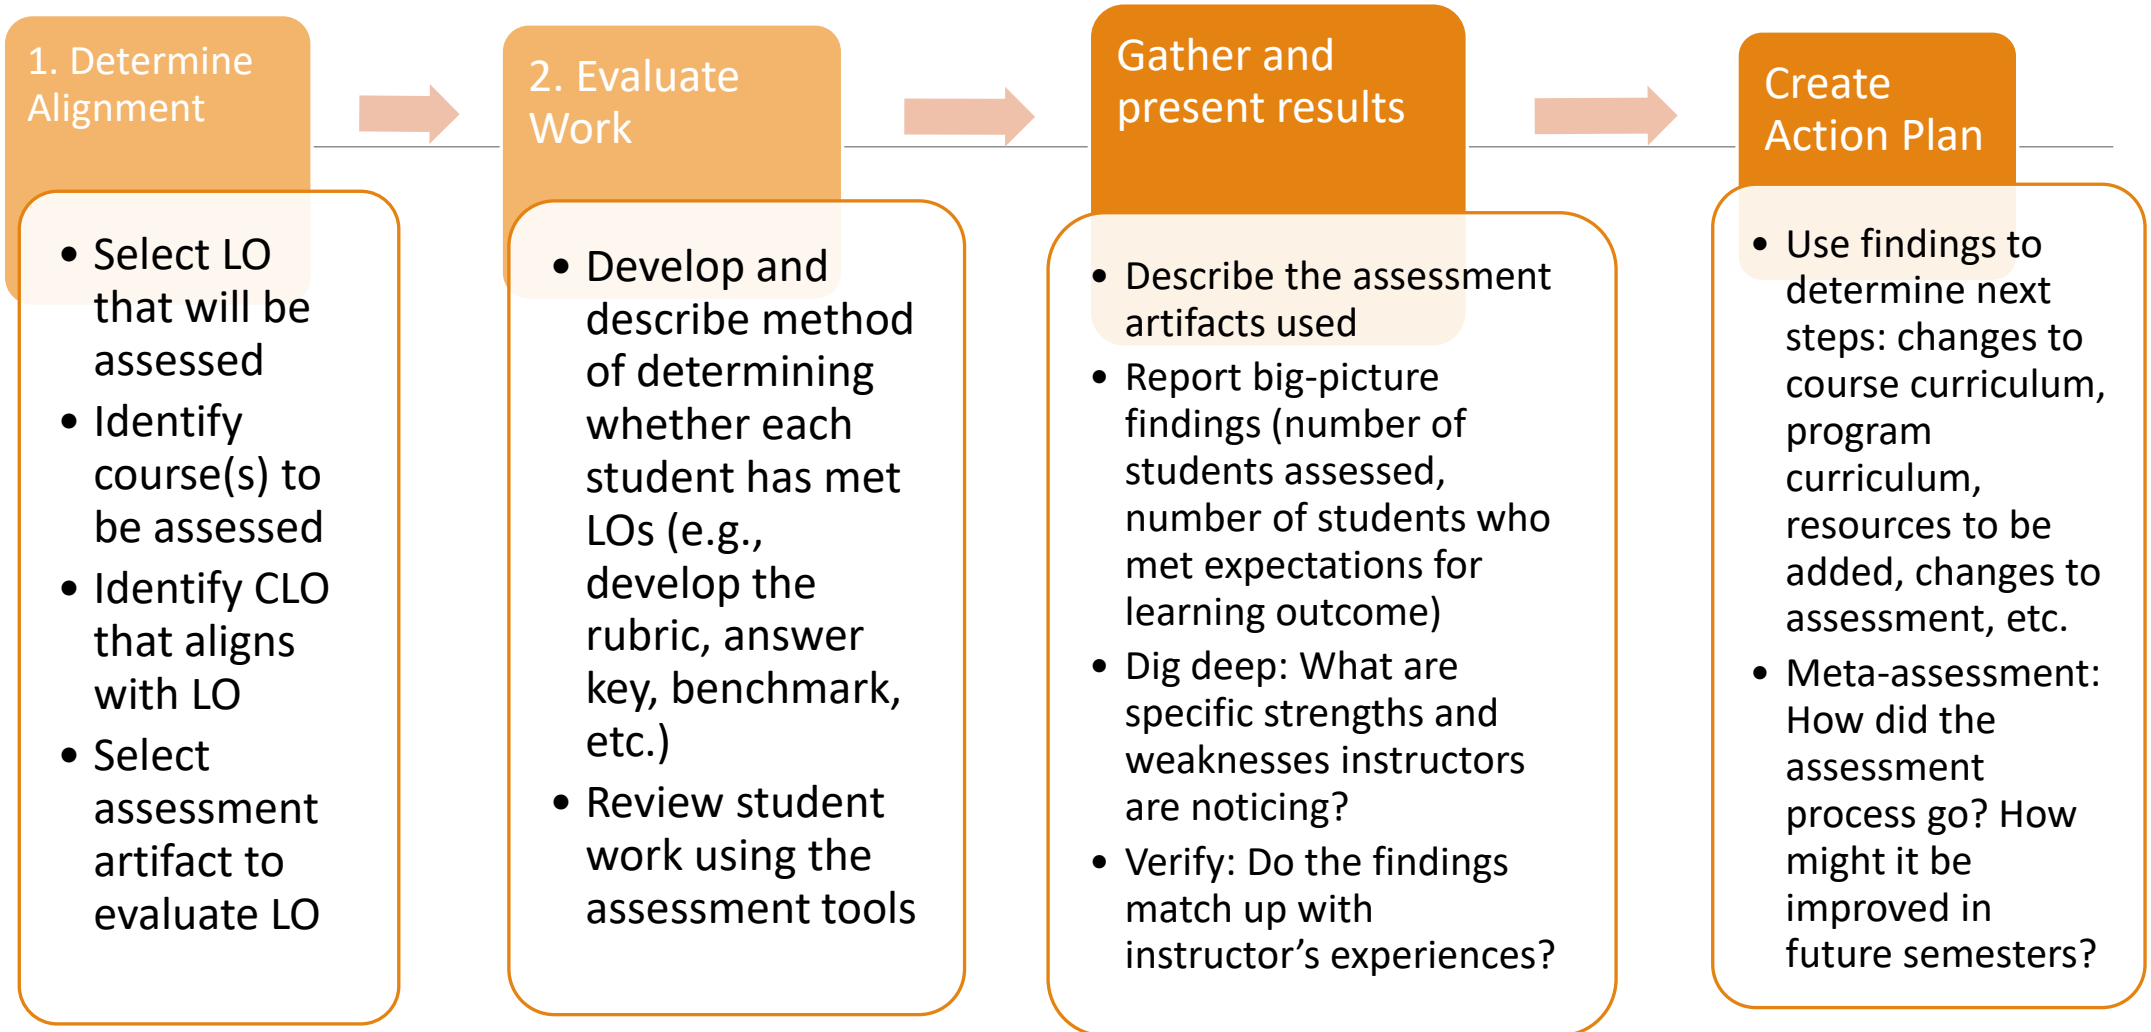 1. Determine
Alignment
• Select LO
that will be
assessed
• Identify
course(s) to
be assessed
• Identify CLO
that aligns
with LO
• Select
assessment
artifact to
evaluate LO
2. Evaluate
Work
• Develop and
describe method
of determining
whether each
student has met
LOs (e.g.,
develop the
rubric, answer
key, benchmark,
etc.)
• Review student
work using the
assessment tools
Gather and
present results
• Describe the assessment
artifacts used
• Report big-picture
findings (number of
students assessed,
number of students who
met expectations for
learning outcome)
• Dig deep: What are
specific strengths and
weaknesses instructors
are noticing?
• Verify: Do the findings
match up with
instructor’s experiences?
Create
Action Plan
• Use findings to
determine next
steps: changes to
course curriculum,
program
curriculum,
resources to be
added, changes to
assessment, etc.
• Meta-assessment:
How did the
assessment
process go? How
might it be
improved in
future semesters?